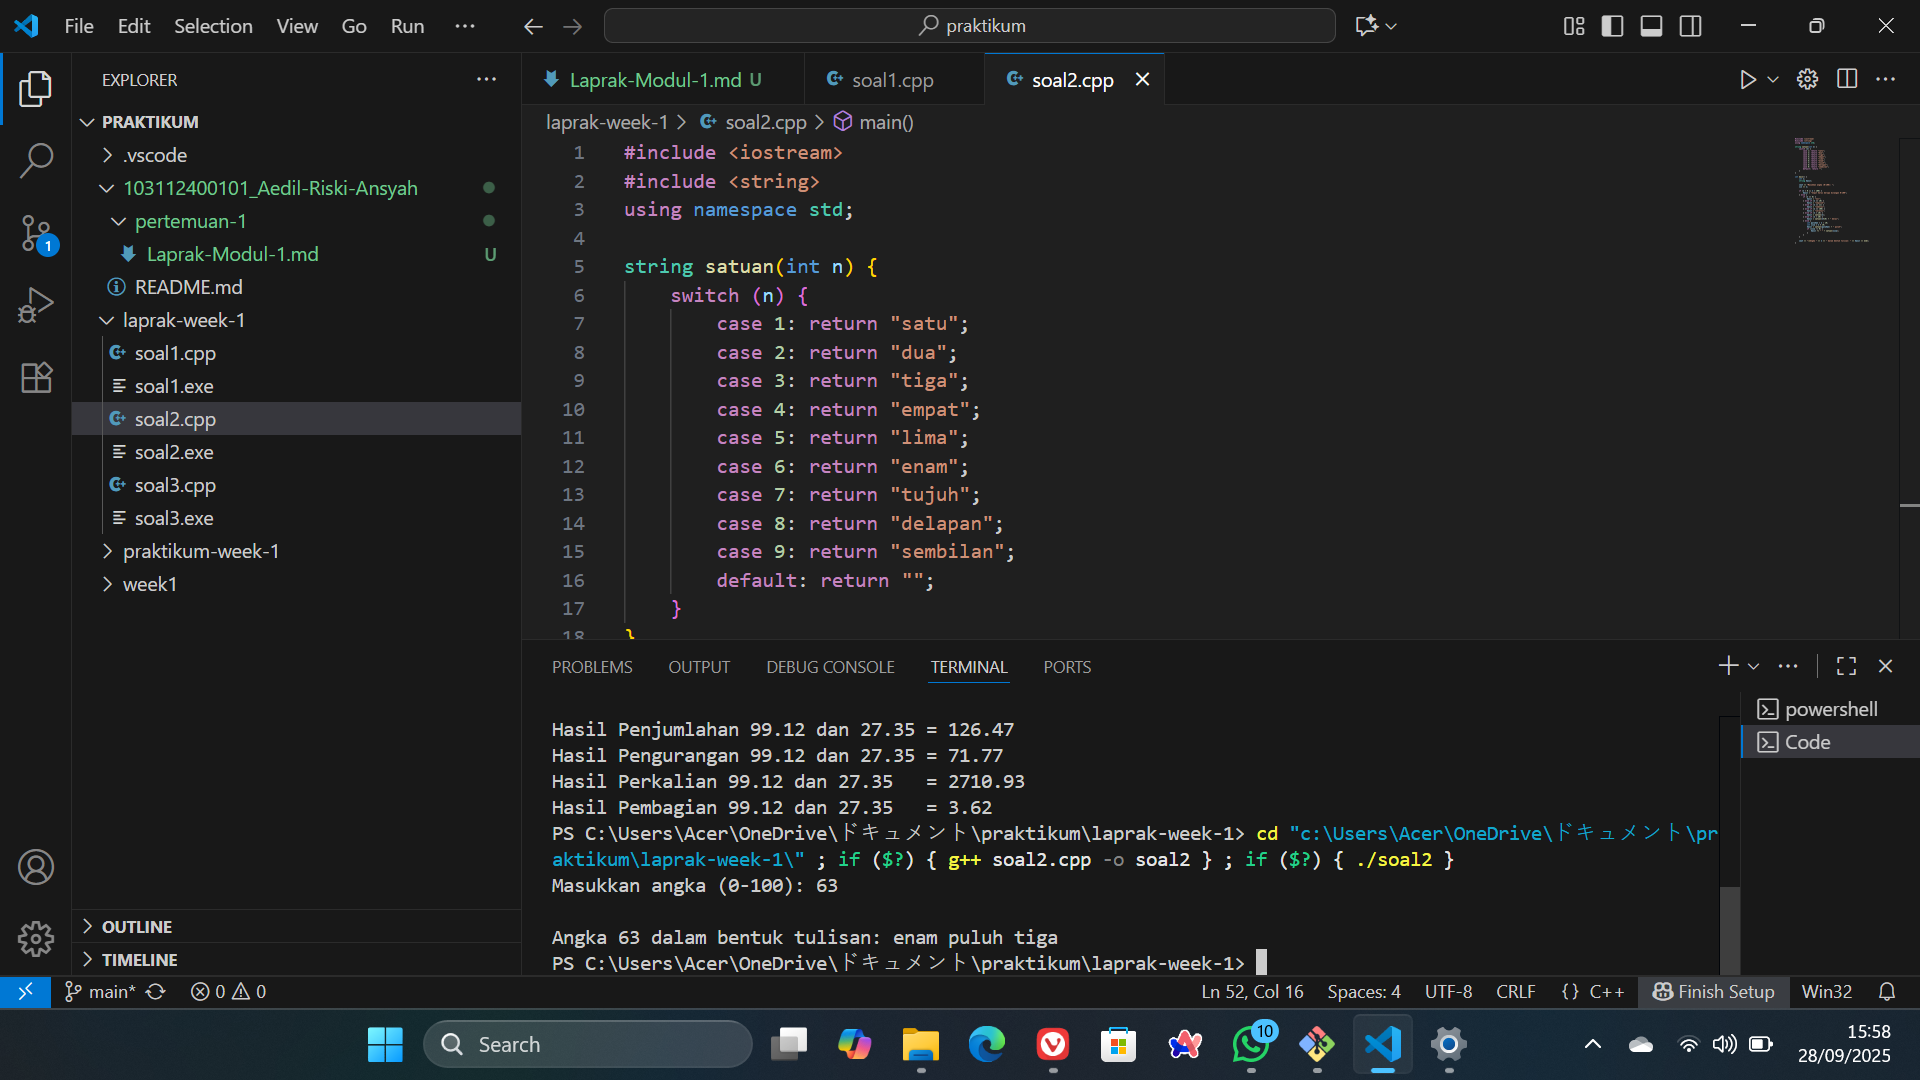 File Edit Selection View Go Run ···
praktikum
EXPLORER ···
PRAKTIKUM
.vscode
103112400101_Aedil-Riski-Ansyah
pertemuan-1
Laprak-Modul-1.md U
README.md
laprak-week-1
soal1.cpp
soal1.exe
soal2.cpp
soal2.exe
soal3.cpp
soal3.exe
praktikum-week-1
week1
OUTLINE
TIMELINE
1
Laprak-Modul-1.md U soal1.cpp soal2.cpp
laprak-week-1 > soal2.cpp > main()
1 #include <iostream>
2 #include <string>
3 using namespace std;
4
5 string satuan(int n) {
6 switch (n) {
7 case 1: return "satu";
8 case 2: return "dua";
9 case 3: return "tiga";
10 case 4: return "empat";
11 case 5: return "lima";
12 case 6: return "enam";
13 case 7: return "tujuh";
14 case 8: return "delapan";
15 case 9: return "sembilan";
16 default: return "";
17 }
18 }
PROBLEMS OUTPUT DEBUG CONSOLE TERMINAL PORTS
powershell
Code
Hasil Penjumlahan 99.12 dan 27.35 = 126.47
Hasil Pengurangan 99.12 dan 27.35 = 71.77
Hasil Perkalian 99.12 dan 27.35   = 2710.93
Hasil Pembagian 99.12 dan 27.35   = 3.62
PS C:\Users\Acer\OneDrive\ドキュメント\praktikum\laprak-week-1> cd "c:\Users\Acer\OneDrive\ドキュメント\pr
aktikum\laprak-week-1\" ; if ($?) { g++ soal2.cpp -o soal2 } ; if ($?) { ./soal2 }
Masukkan angka (0-100): 63
Angka 63 dalam bentuk tulisan: enam puluh tiga
PS C:\Users\Acer\OneDrive\ドキュメント\praktikum\laprak-week-1>
main* 0 0 Ln 52, Col 16 Spaces: 4 UTF-8 CRLF {} C++ Finish Setup Win32
Search
10
15:58
28/09/2025